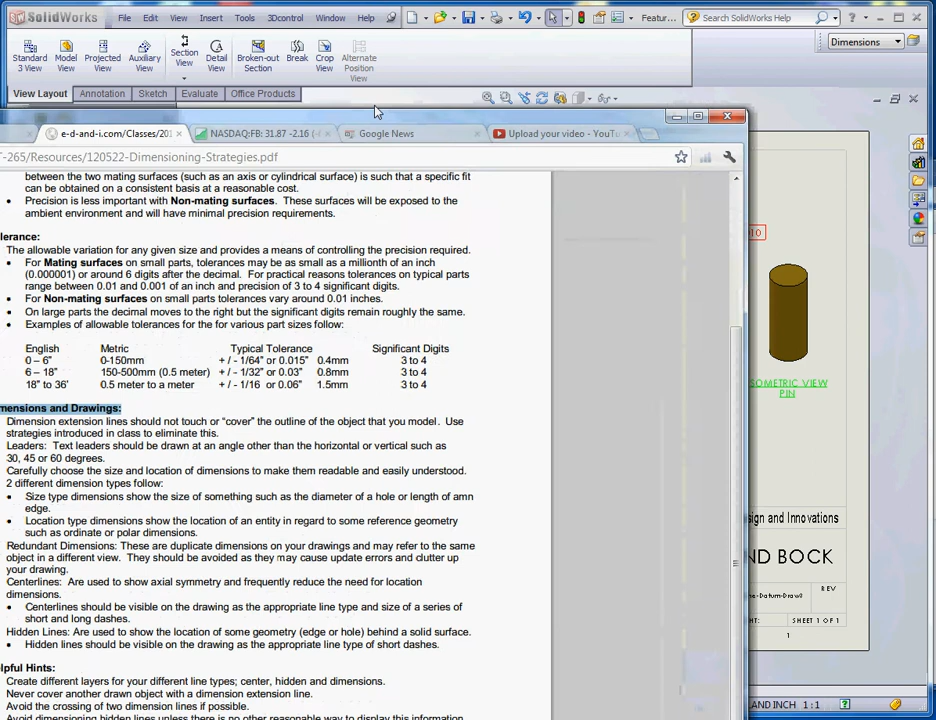 SolidWorks File Edit View Insert Tools 3Dcontrol Window Help Featur... Search SolidWorks Help
Standard 3 View
Model View
Projected View
Auxiliary View
Section View
Detail View
Broken-out Section
Break
Crop View
Alternate Position View
Dimensions
View Layout Annotation Sketch Evaluate Office Products
e-d-and-i.com/Classes/201 NASDAQ:FB: 31.87 -2.16 (- Google News Upload your video - YouTu
T-265/Resources/120522-Dimensioning-Strategies.pdf
between the two mating surfaces (such as an axis or cylindrical surface) is such that a specific fit
can be obtained on a consistent basis at a reasonable cost.
• Precision is less important with Non-mating surfaces. These surfaces will be exposed to the
ambient environment and will have minimal precision requirements.
lerance:
The allowable variation for any given size and provides a means of controlling the precision required.
• For Mating surfaces on small parts, tolerances may be as small as a millionth of an inch
(0.000001) or around 6 digits after the decimal. For practical reasons tolerances on typical parts
range between 0.01 and 0.001 of an inch and precision of 3 to 4 significant digits.
• For Non-mating surfaces on small parts tolerances vary around 0.01 inches.
• On large parts the decimal moves to the right but the significant digits remain roughly the same.
• Examples of allowable tolerances for the for various part sizes follow:
English Metric Typical Tolerance Significant Digits
0 – 6" 0-150mm + / - 1/64" or 0.015" 0.4mm 3 to 4
6 – 18" 150-500mm (0.5 meter) + / - 1/32" or 0.03" 0.8mm 3 to 4
18" to 36' 0.5 meter to a meter + / - 1/16 or 0.06" 1.5mm 3 to 4
mensions and Drawings:
Dimension extension lines should not touch or “cover” the outline of the object that you model. Use
strategies introduced in class to eliminate this.
Leaders: Text leaders should be drawn at an angle other than the horizontal or vertical such as
30, 45 or 60 degrees.
Carefully choose the size and location of dimensions to make them readable and easily understood.
2 different dimension types follow:
• Size type dimensions show the size of something such as the diameter of a hole or length of amn
edge.
• Location type dimensions show the location of an entity in regard to some reference geometry
such as ordinate or polar dimensions.
Redundant Dimensions: These are duplicate dimensions on your drawings and may refer to the same
object in a different view. They should be avoided as they may cause update errors and clutter up
your drawing.
Centerlines: Are used to show axial symmetry and frequently reduce the need for location
dimensions.
• Centerlines should be visible on the drawing as the appropriate line type and size of a series of
short and long dashes.
Hidden Lines: Are used to show the location of some geometry (edge or hole) behind a solid surface.
• Hidden lines should be visible on the drawing as the appropriate line type of short dashes.
lpful Hints:
Create different layers for your different line types; center, hidden and dimensions.
Never cover another drawn object with a dimension extension line.
Avoid the crossing of two dimension lines if possible.
Avoid dimensioning hidden lines unless there is no other reasonable way to display this information.
10
SOMETRIC VIEW
PIN
sign and Innovations
ND BOCK
ne-Datum-Draw0
REV
HT: SHEET 1 OF 1
1
AND INCH 1:1